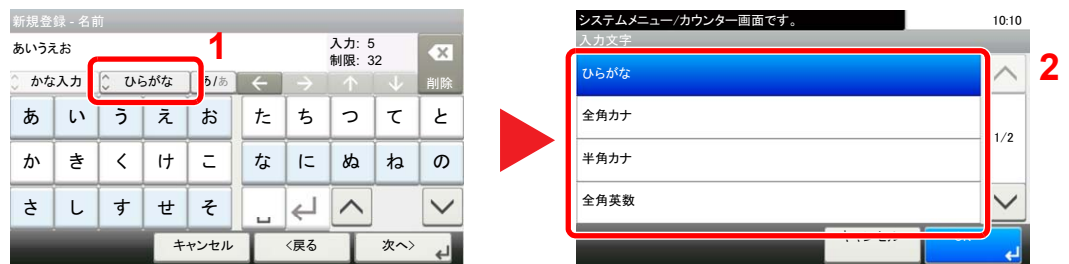 新規登録 - 名前
あいうえお
1
入力: 5
制限: 32
かな入力 ひらがな あ/あ ← → ↑ ↓ 削除
あ い う え お た ち つ て と
か き く け こ な に ぬ ね の
さ し す せ そ
キャンセル <戻る 次へ>
システムメニュー/カウンター画面です。 10:10
入力文字
2
ひらがな
全角カナ
1/2
半角カナ
全角英数